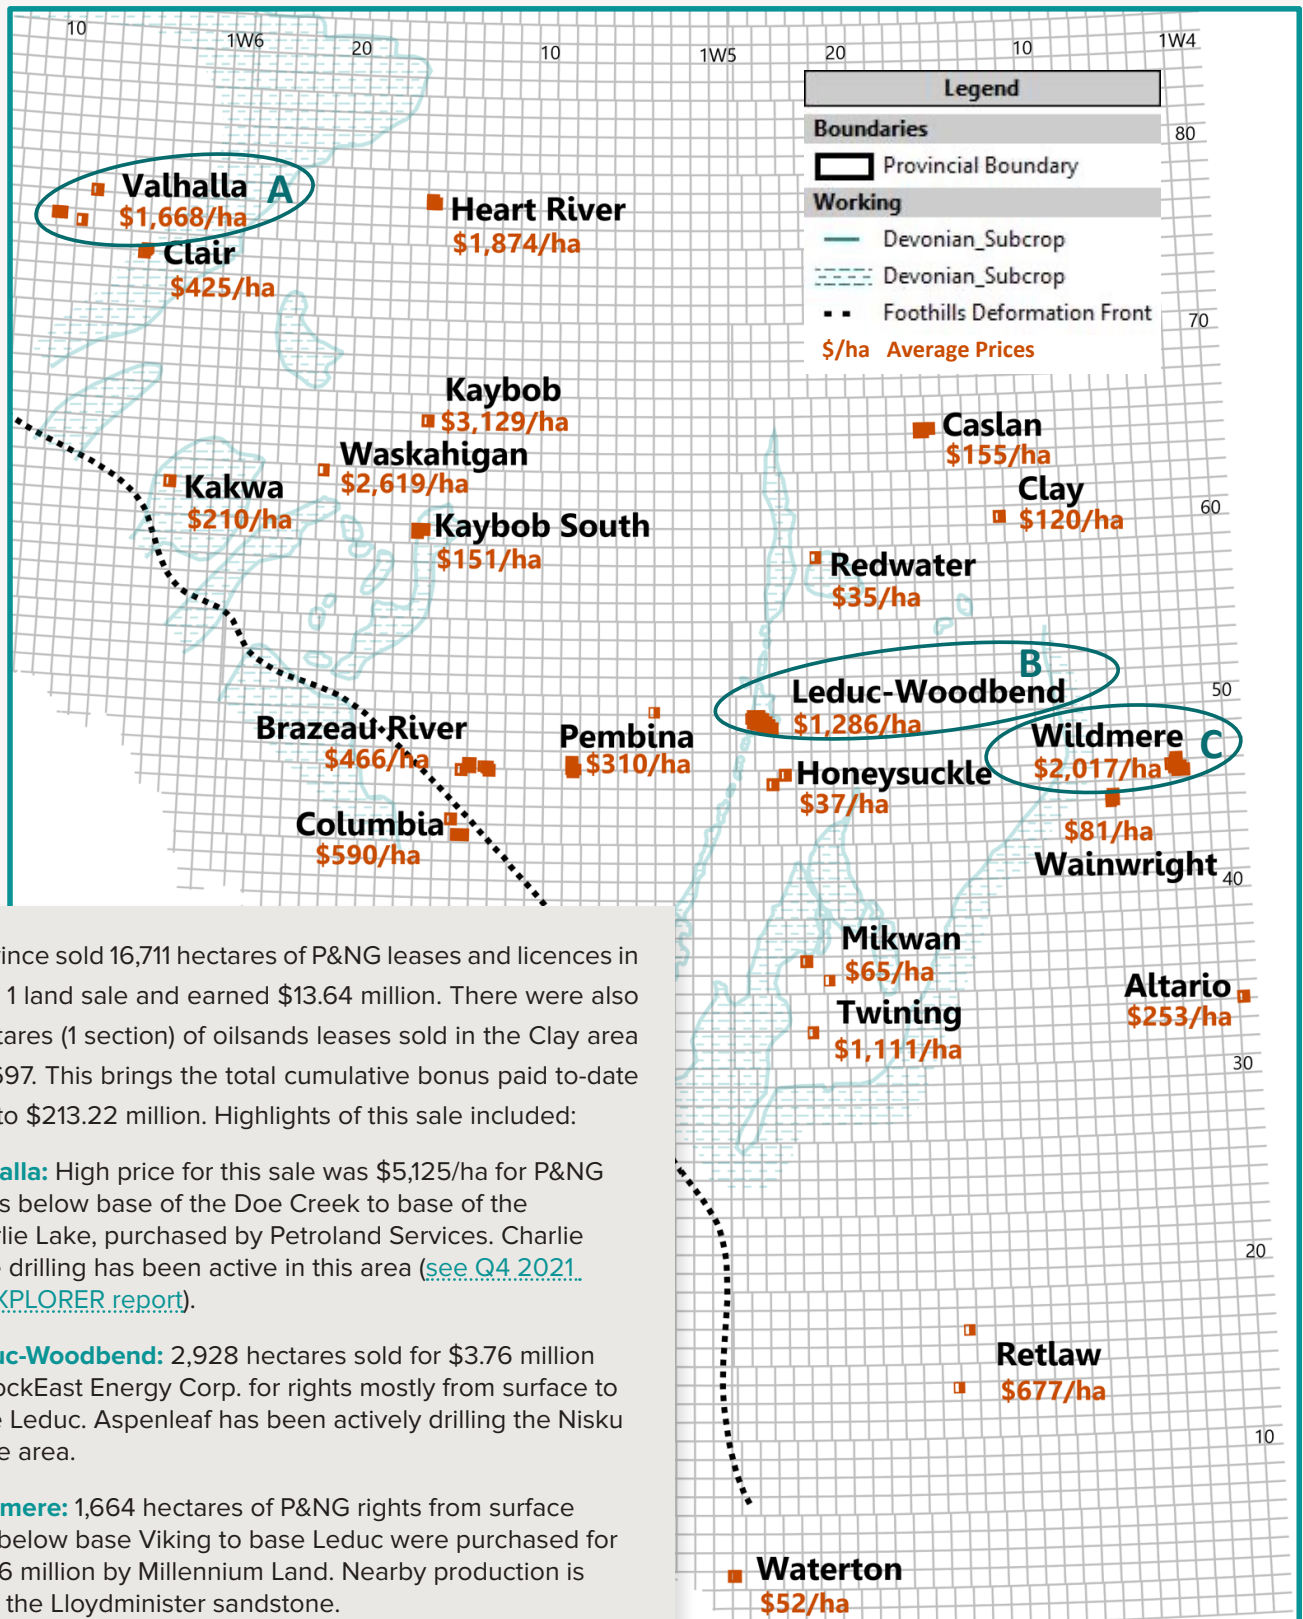 10
1W6
20
10
1W5
20
10
1W4
Legend
Boundaries
Provincial Boundary
Working
Devonian_Subcrop
Devonian_Subcrop
Foothills Deformation Front
$/ha Average Prices
80
70
60
50
40
30
20
10
Valhalla A
$1,668/ha
Clair
$425/ha
Heart River
$1,874/ha
Kaybob
$3,129/ha
Waskahigan
$2,619/ha
Kakwa
$210/ha
Kaybob South
$151/ha
Caslan
$155/ha
Clay
$120/ha
Redwater
$35/ha
B
Leduc-Woodbend
$1,286/ha
Brazeau River
$466/ha
Pembina
$310/ha
Wildmere C
$2,017/ha
Honeysuckle
$37/ha
Columbia
$590/ha
$81/ha
Wainwright
Mikwan
$65/ha
Altario
$253/ha
Twining
$1,111/ha
Retlaw
$677/ha
Waterton
$52/ha
ince sold 16,711 hectares of P&NG leases and licences in
1 land sale and earned $13.64 million. There were also
tares (1 section) of oilsands leases sold in the Clay area
697. This brings the total cumulative bonus paid to-date
to $213.22 million. Highlights of this sale included:
alla: High price for this sale was $5,125/ha for P&NG
s below base of the Doe Creek to base of the
rlie Lake, purchased by Petroland Services. Charlie
e drilling has been active in this area (see Q4 2021
XPLORER report).
uc-Woodbend: 2,928 hectares sold for $3.76 million
ockEast Energy Corp. for rights mostly from surface to
e Leduc. Aspenleaf has been actively drilling the Nisku
e area.
mere: 1,664 hectares of P&NG rights from surface
below base Viking to base Leduc were purchased for
6 million by Millennium Land. Nearby production is
the Lloydminister sandstone.